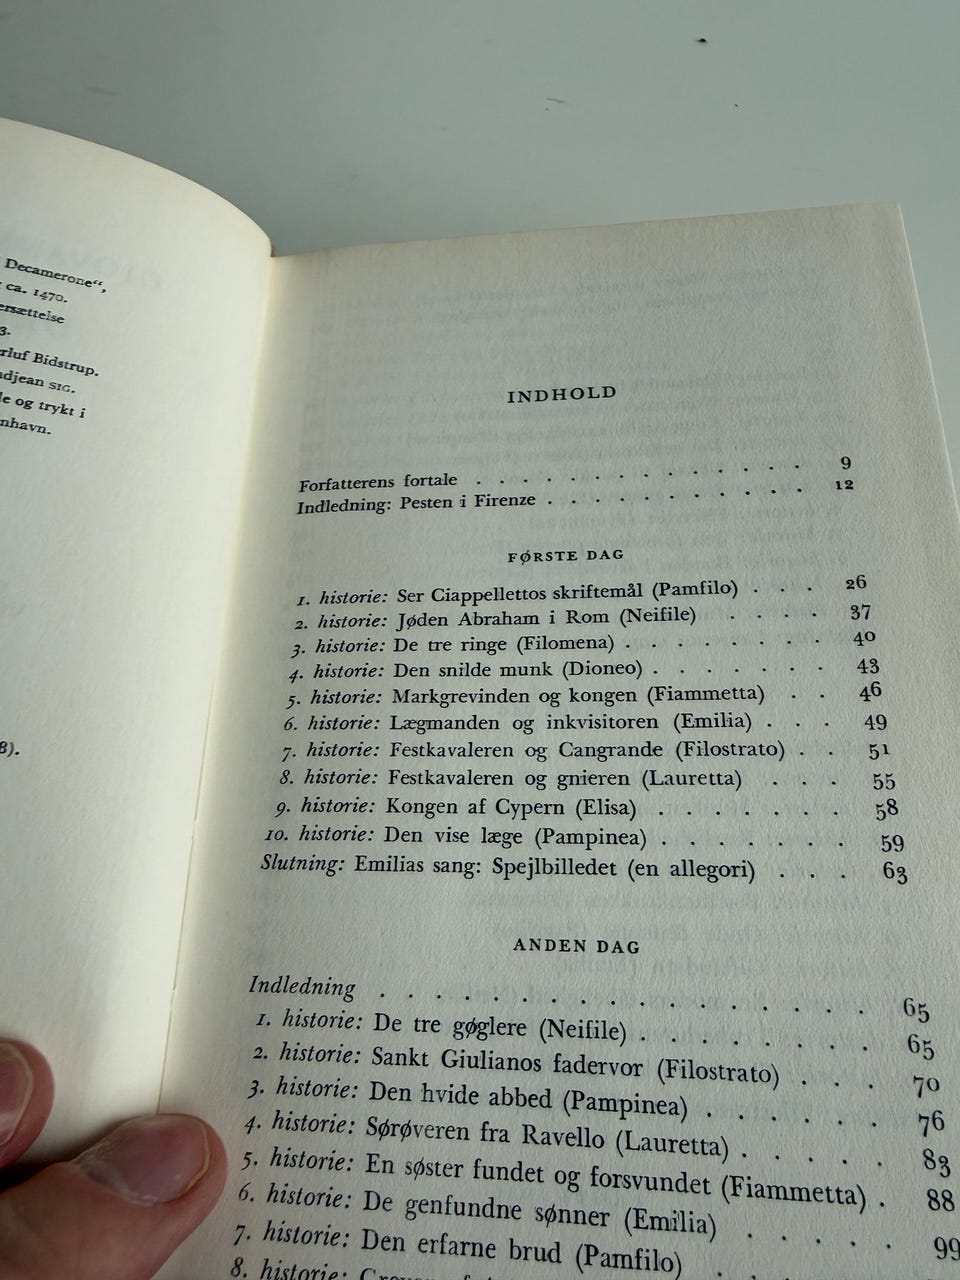 Decamerone“,
ca. 1470.
ersættelse
3.
rluf Bidstrup.
djean SIG.
le og trykt i
nhavn.
8).
INDHOLD
Forfatterens fortale . . . . . . . . . . . . . 9
Indledning: Pesten i Firenze . . . . . . . . . . 12
FØRSTE DAG
1. historie: Ser Ciappellettos skriftemål (Pamfilo) . . . 26
2. historie: Jøden Abraham i Rom (Neifile) . . . . 37
3. historie: De tre ringe (Filomena) . . . . . . . . 40
4. historie: Den snilde munk (Dioneo) . . . . . . . 43
5. historie: Markgrevinden og kongen (Fiammetta) . . 46
6. historie: Lægmanden og inkvisitoren (Emilia) . . . 49
7. historie: Festkavaleren og Cangrande (Filostrato) . . 51
8. historie: Festkavaleren og gnieren (Lauretta) . . . 55
9. historie: Kongen af Cypern (Elisa) . . . . . . . 58
10. historie: Den vise læge (Pampinea) . . . . . . . 59
Slutning: Emilias sang: Spejlbilledet (en allegori) . . . 63
ANDEN DAG
Indledning . . . . . . . . . . . . . . . . . 65
1. historie: De tre gøglere (Neifile) . . . . . . . . 65
2. historie: Sankt Giulianos fadervor (Filostrato) . . . 70
3. historie: Den hvide abbed (Pampinea) . . . . . . 76
4. historie: Sørøveren fra Ravello (Lauretta) . . . . . 83
5. historie: En søster fundet og forsvundet (Fiammetta) . 88
6. historie: De genfundne sønner (Emilia) . . . . . 99
7. historie: Den erfarne brud (Pamfilo) . .
8. historie: